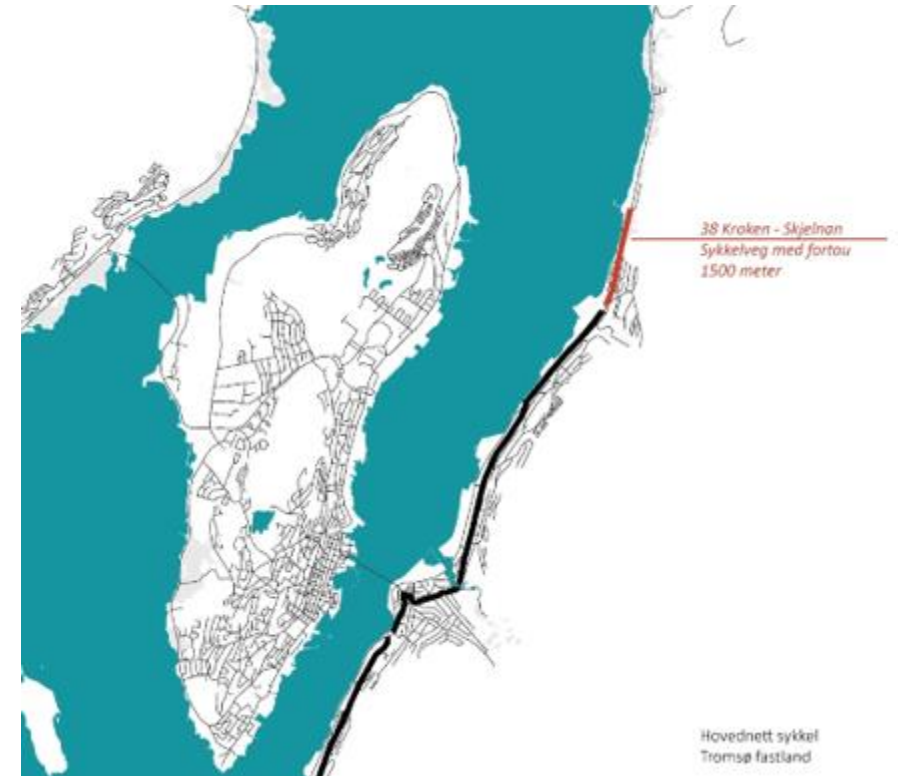 38 Kroken - Skjelnan
Sykkelveg med fortau
1500 meter
Hovednett sykkel
Tromsø fastland